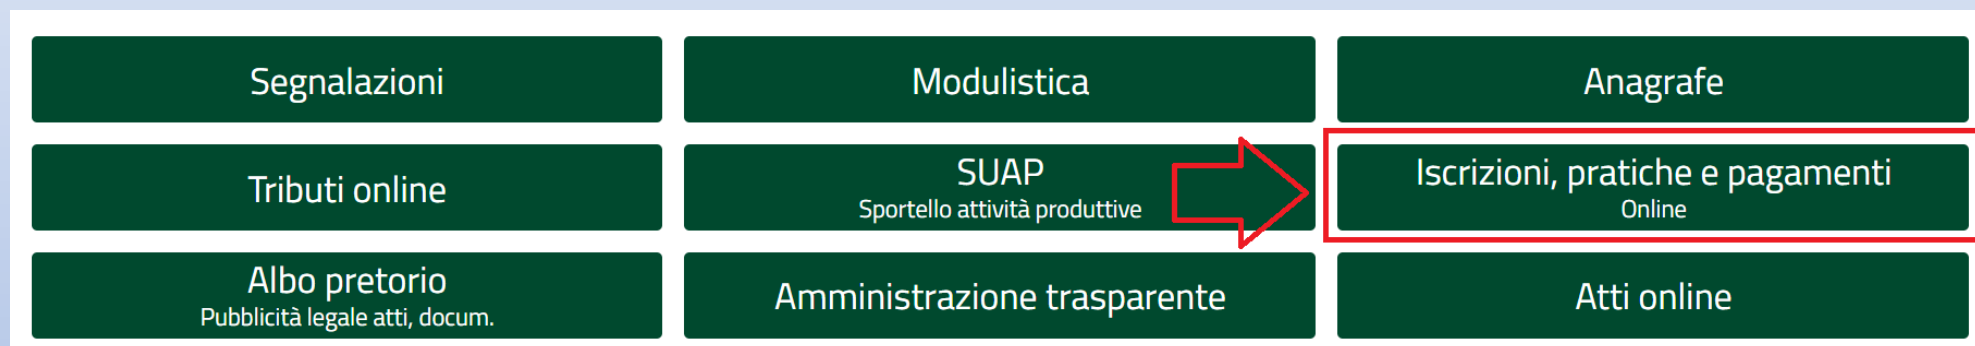 Segnalazioni
Modulistica
Anagrafe
Tributi online
SUAP
Sportello attività produttive
Iscrizioni, pratiche e pagamenti
Online
Albo pretorio
Pubblicità legale atti, docum.
Amministrazione trasparente
Atti online